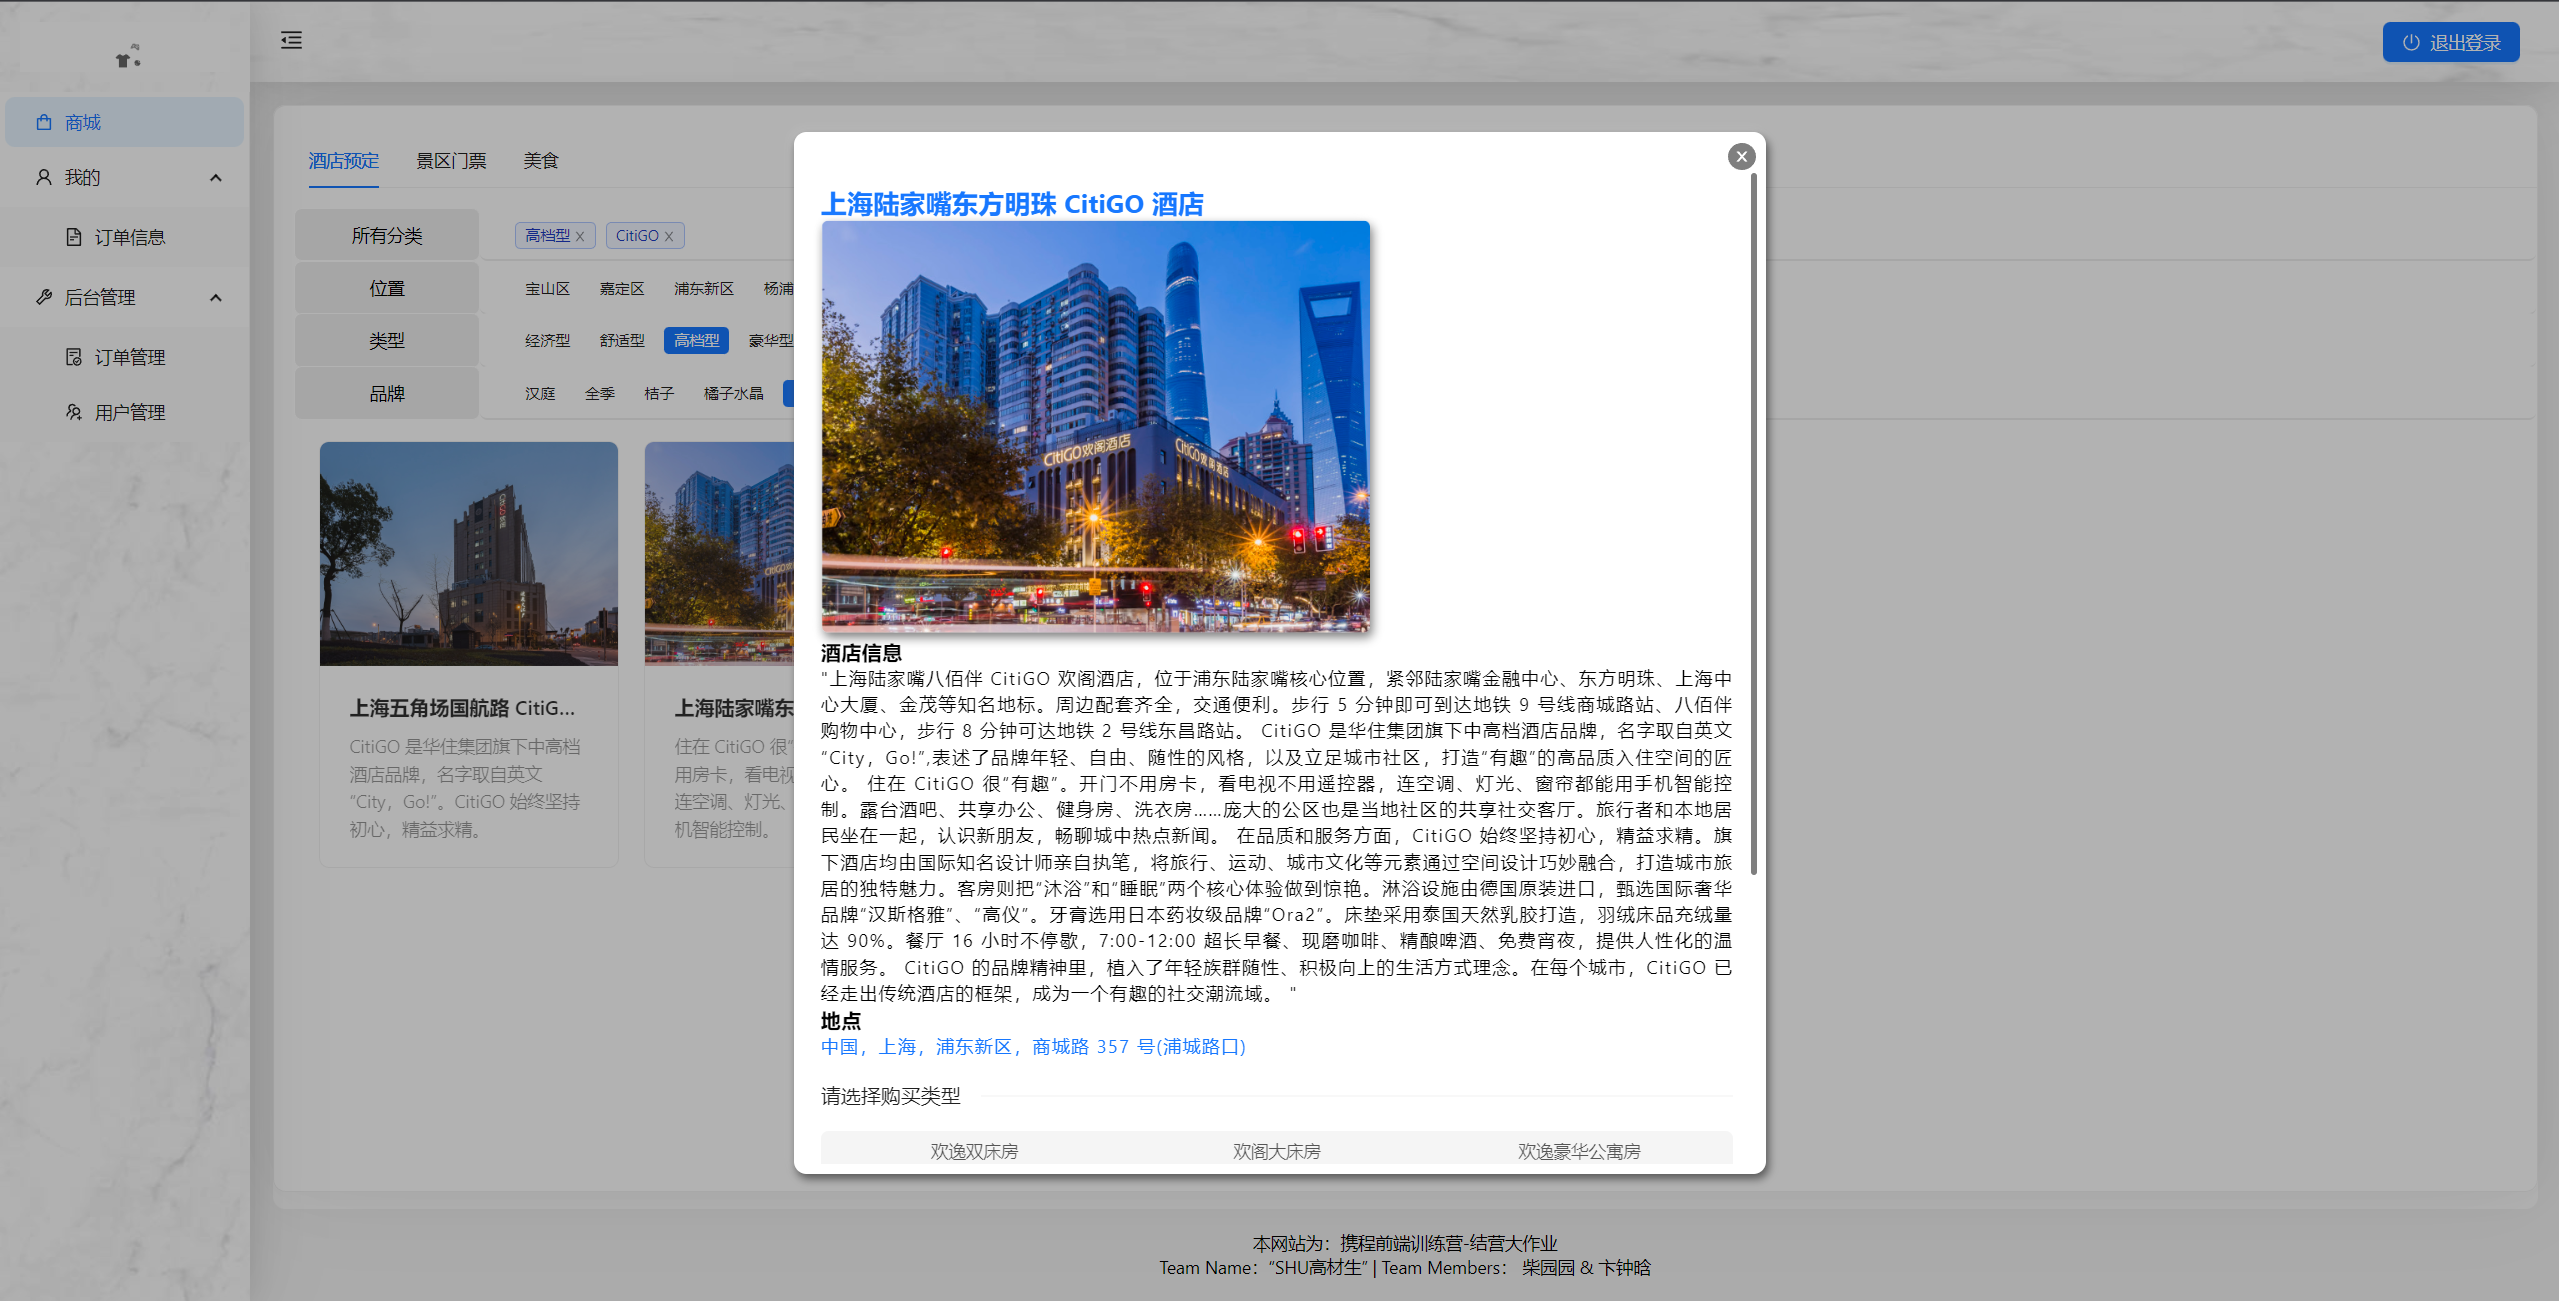 退出登录
商城
我的
订单信息
后台管理
订单管理
用户管理
酒店预定 景区门票 美食
所有分类 高档型 X CitiGO X
位置 宝山区 嘉定区 浦东新区 杨浦
类型 经济型 舒适型 高档型 豪华型
品牌 汉庭 全季 桔子 橘子水晶
上海五角场国航路 CitiG...
CitiGO 是华住集团旗下中高档
酒店品牌，名字取自英文
“City，Go!”。CitiGO 始终坚持
初心，精益求精。
上海陆家嘴东
住在 CitiGO 很“
用房卡，看电视
连空调、灯光、
机智能控制。
上海陆家嘴东方明珠 CitiGO 酒店
CitiGO欢阁酒店
CitiGO欢阁酒店
酒店信息
"上海陆家嘴八佰伴 CitiGO 欢阁酒店，位于浦东陆家嘴核心位置，紧邻陆家嘴金融中心、东方明珠、上海中
心大厦、金茂等知名地标。周边配套齐全，交通便利。步行 5 分钟即可到达地铁 9 号线商城路站、八佰伴
购物中心，步行 8 分钟可达地铁 2 号线东昌路站。 CitiGO 是华住集团旗下中高档酒店品牌，名字取自英文
“City，Go!”,表述了品牌年轻、自由、随性的风格，以及立足城市社区，打造“有趣”的高品质入住空间的匠
心。 住在 CitiGO 很“有趣”。开门不用房卡，看电视不用遥控器，连空调、灯光、窗帘都能用手机智能控
制。露台酒吧、共享办公、健身房、洗衣房……庞大的公区也是当地社区的共享社交客厅。旅行者和本地居
民坐在一起，认识新朋友，畅聊城中热点新闻。 在品质和服务方面，CitiGO 始终坚持初心，精益求精。旗
下酒店均由国际知名设计师亲自执笔，将旅行、运动、城市文化等元素通过空间设计巧妙融合，打造城市旅
居的独特魅力。客房则把“沐浴”和“睡眠”两个核心体验做到惊艳。淋浴设施由德国原装进口，甄选国际奢华
品牌“汉斯格雅”、“高仪”。牙膏选用日本药妆级品牌“Ora2”。床垫采用泰国天然乳胶打造，羽绒床品充绒量
达 90%。餐厅 16 小时不停歇，7:00-12:00 超长早餐、现磨咖啡、精酿啤酒、免费宵夜，提供人性化的温
情服务。 CitiGO 的品牌精神里，植入了年轻族群随性、积极向上的生活方式理念。在每个城市，CitiGO 已
经走出传统酒店的框架，成为一个有趣的社交潮流域。 "
地点
中国，上海，浦东新区，商城路 357 号(浦城路口)
请选择购买类型
欢逸双床房 欢阁大床房 欢逸豪华公寓房
本网站为：携程前端训练营-结营大作业
Team Name：“SHU高材生” | Team Members： 柴园园 & 卞钟晗